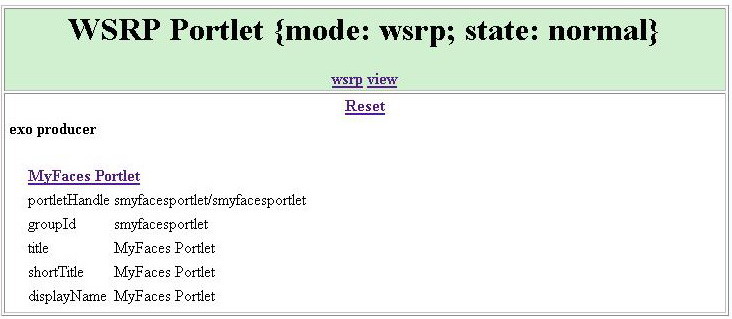 WSRP Portlet {mode: wsrp; state: normal}
wsrp view
Reset
exo producer
MyFaces Portlet
portletHandle smyfacesportlet/smyfacesportlet
groupId smyfacesportlet
title MyFaces Portlet
shortTitle MyFaces Portlet
displayName MyFaces Portlet